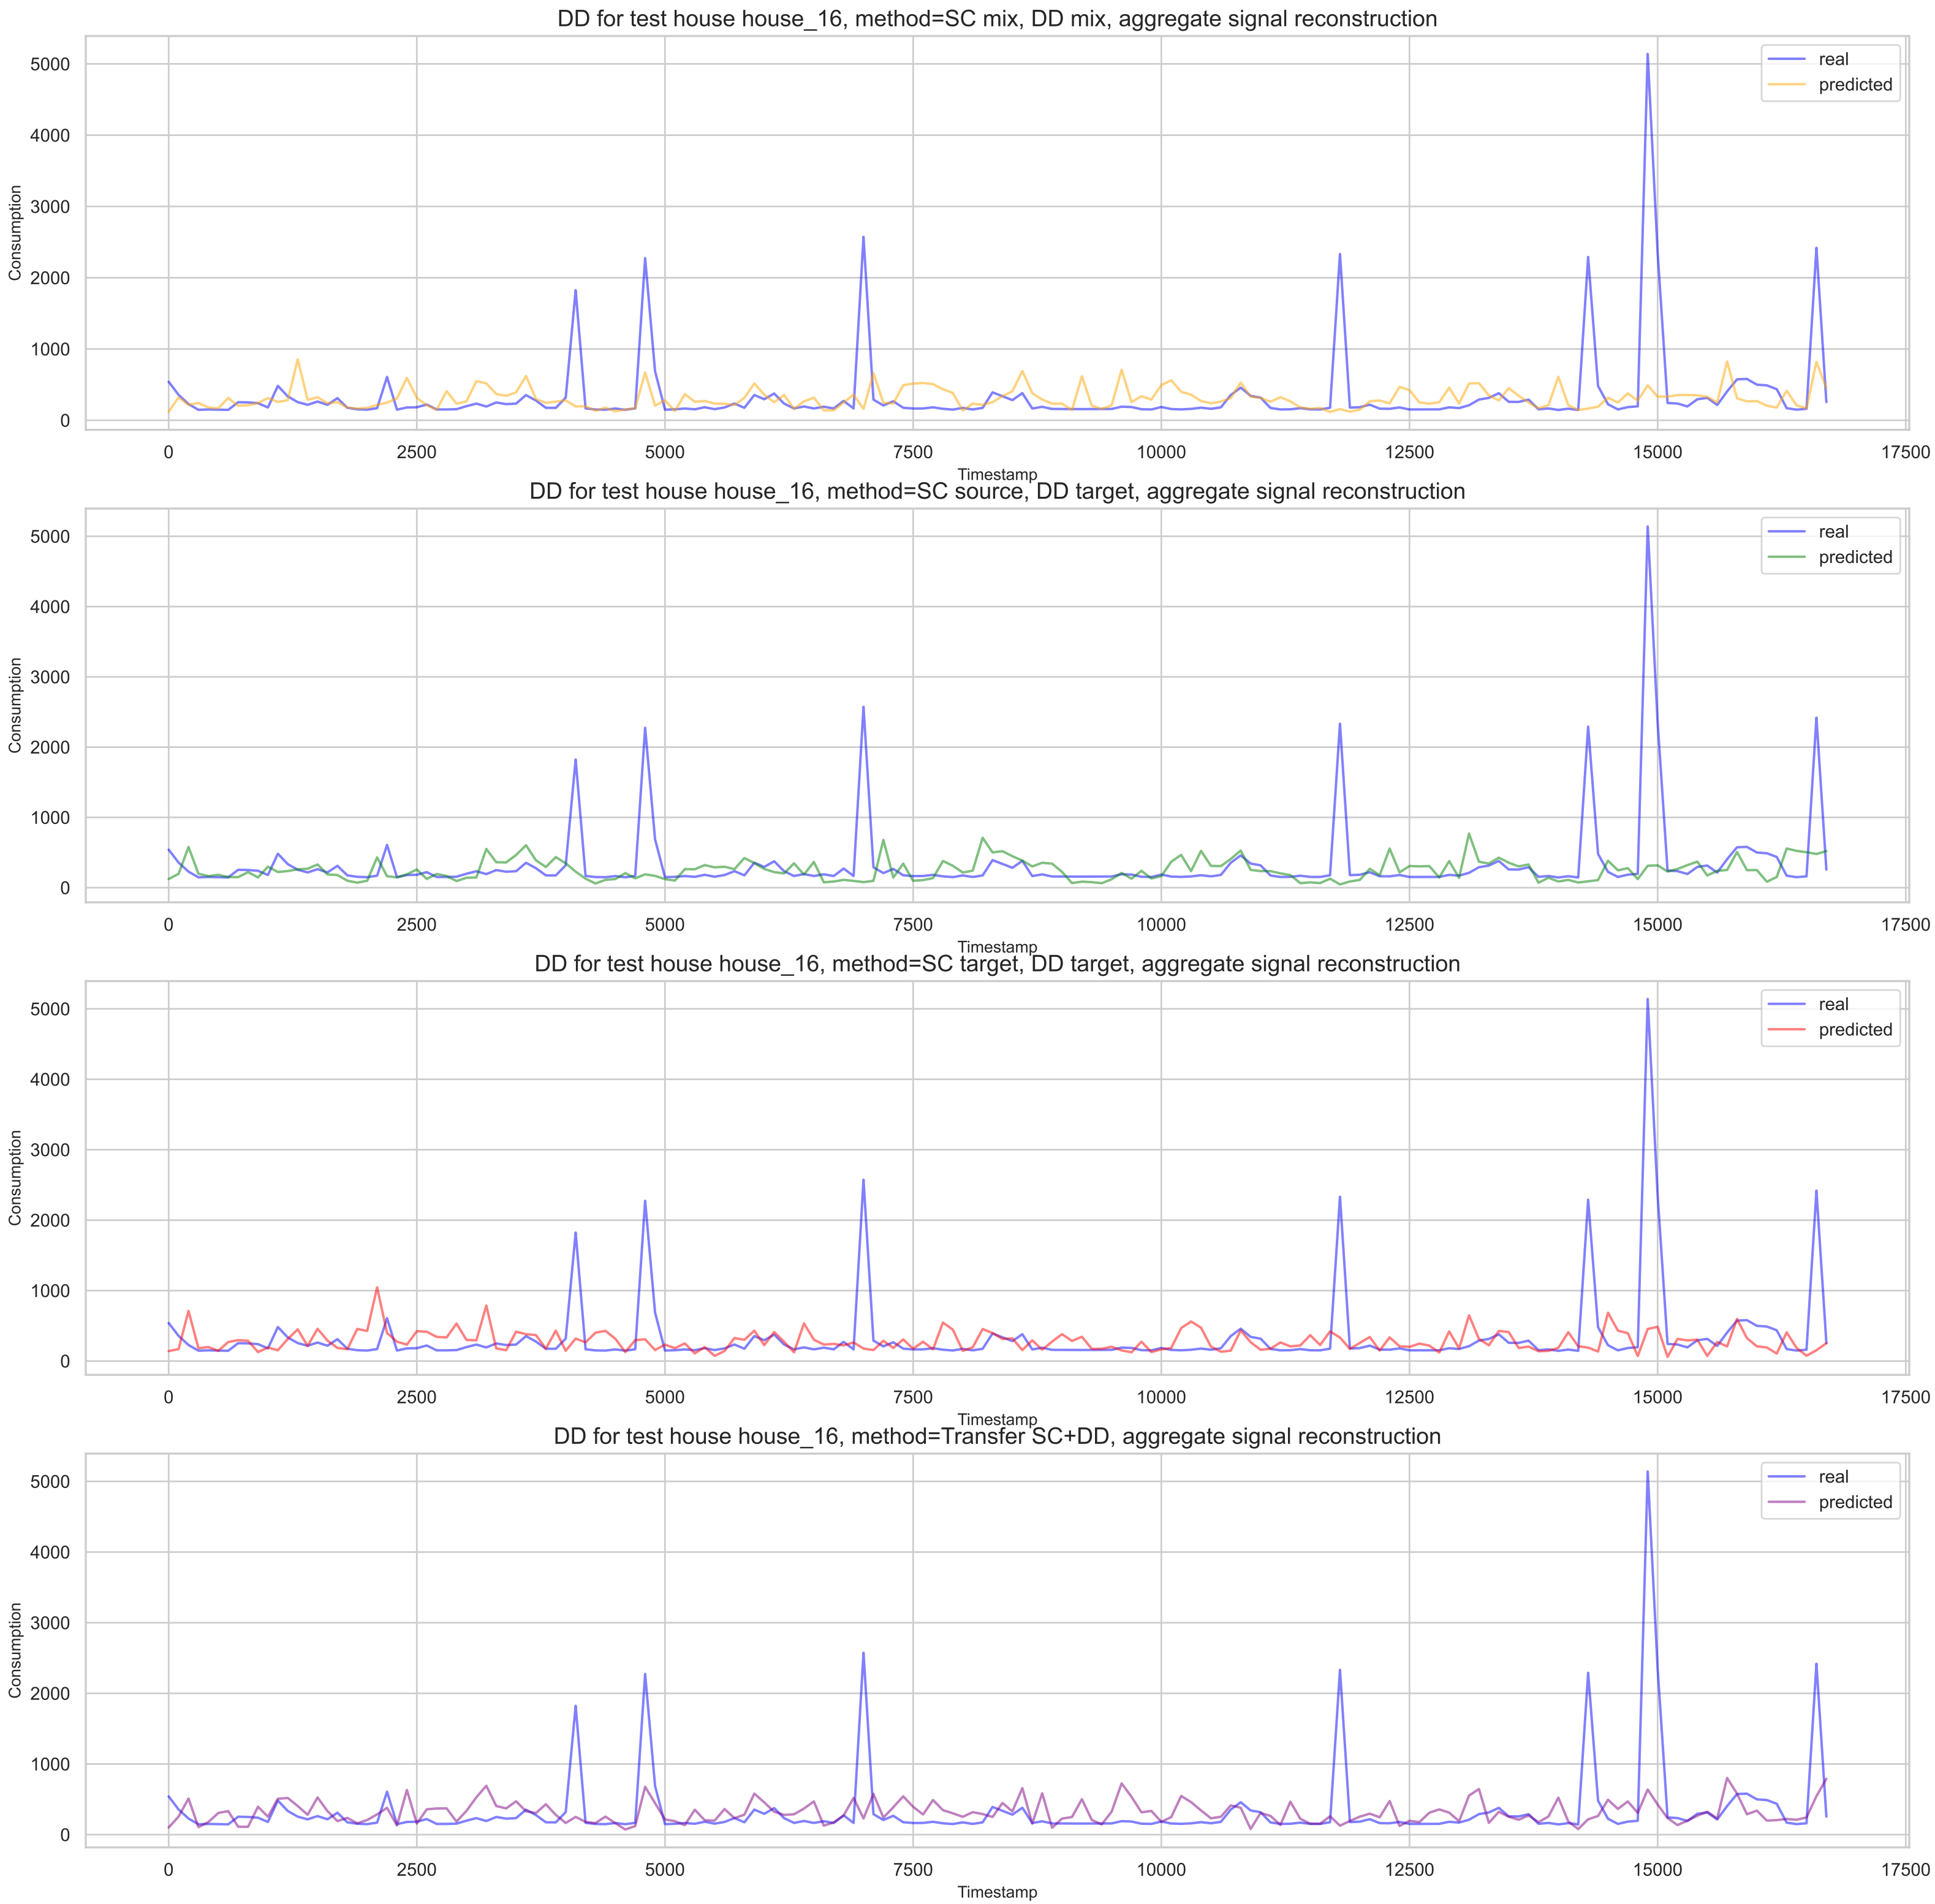 DD for test house house_16, method=SC mix, DD mix, aggregate signal reconstruction
real
predicted
5000
4000
3000
2000
1000
0
Consumption
0 2500 5000 7500 10000 12500 15000 17500
Timestamp
DD for test house house_16, method=SC source, DD target, aggregate signal reconstruction
real
predicted
5000
4000
3000
2000
1000
0
Consumption
0 2500 5000 7500 10000 12500 15000 17500
Timestamp
DD for test house house_16, method=SC target, DD target, aggregate signal reconstruction
real
predicted
5000
4000
3000
2000
1000
0
Consumption
0 2500 5000 7500 10000 12500 15000 17500
Timestamp
DD for test house house_16, method=Transfer SC+DD, aggregate signal reconstruction
real
predicted
5000
4000
3000
2000
1000
0
Consumption
0 2500 5000 7500 10000 12500 15000 17500
Timestamp